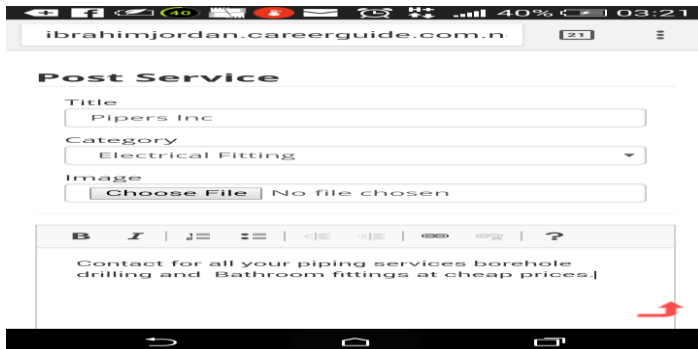 40 40% 03:21
ibrahimjordan.careerguide.com.n 21
Post Service
Title
Pipers Inc
Category
Electrical Fitting
Image
Choose File No file chosen
B I ?
Contact for all your piping services borehole
drilling and Bathroom fittings at cheap prices.